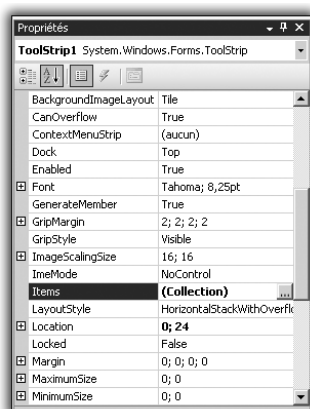 Propriétés
ToolStrip1 System.Windows.Forms.ToolStrip
BackgroundImageLayout Tile
CanOverflow True
ContextMenuStrip (aucun)
Dock Top
Enabled True
Font Tahoma; 8,25pt
GenerateMember True
GripMargin 2; 2; 2; 2
GripStyle Visible
ImageScalingSize 16; 16
ImeMode NoControl
Items (Collection) ...
LayoutStyle HorizontalStackWithOverflo
Location 0; 24
Locked False
Margin 0; 0; 0; 0
MaximumSize 0; 0
MinimumSize 0; 0